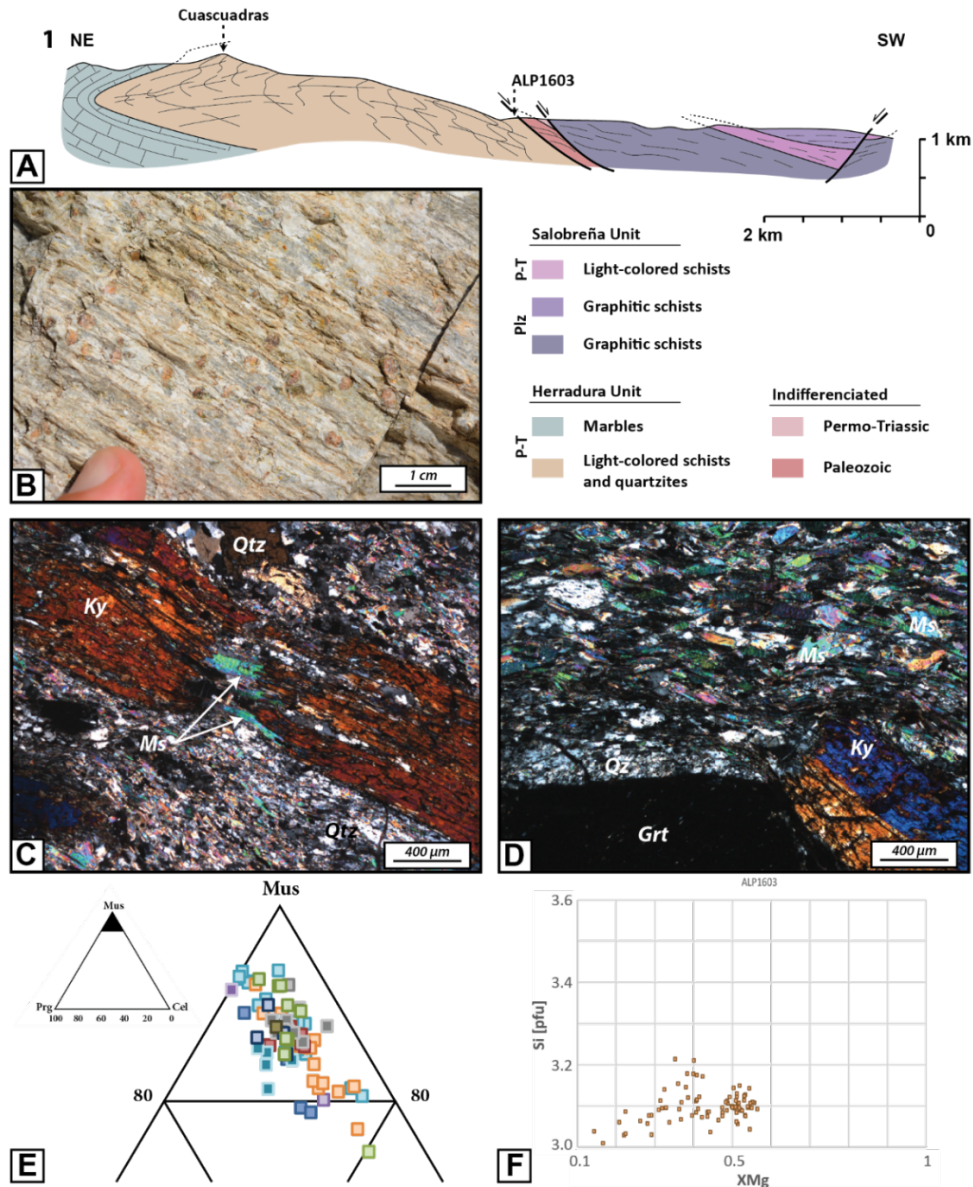 1 NE
Cuascuadras
ALP1603
SW
1 km
0
2 km
A
B
1 cm
Salobreña Unit
P-T
Light-colored schists
Plz
Graphitic schists
Graphitic schists
Herradura Unit
P-T
Marbles
Light-colored schists
and quartzites
Indifferenciated
Permo-Triassic
Paleozoic
C
Qtz
Ky
Ms
Qtz
400 µm
D
Ms
Ms
Ky
Qz
Grt
400 µm
E
Mus
Prg
Cel
100 80 60 40 20 0
Mus
80
80
F
ALP1603
Si [pfu]
3.6
3.4
3.2
3.0
0.1
0.5
1
XMg